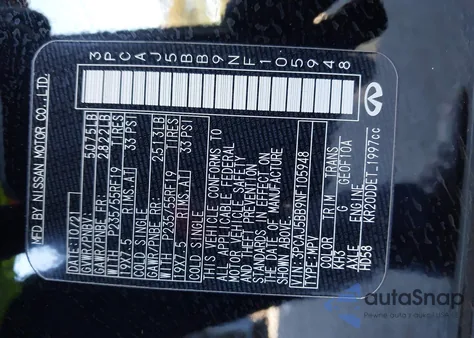 MFD BY NISSAN MOTOR CO.,LTD.
DATE:10/21
GVWR/PNBV: 5075LB
GAWR/PNBE FR. 2822LB
WITH P235/55RF19 TIRES
19X7.5 RIMS.AT 33 PSI
COLD SINGLE
GAWR/PNBE RR. 2513LB
WITH P235/55RF19 TIRES
19X7.5 RIMS.AT 33 PSI
COLD SINGLE
THIS VEHICLE CONFORMS TO
ALL APPLICABLE FEDERAL
MOTOR VEHICLE SAFETY
STANDARD,BUMPER AND
THEFT PREVENTION
STANDARDS IN EFFECT
ON THE DATE OF MANUFACTURE
SHOWN ABOVE.
VIN:3PCAJ5BB9NF105948
TYPE:MPV
COLOR TRIM TRANS
KH3 G GE0F10A
AXLE ENGINE
HD58 KR20DDET 1997cc
3PCAJ5BB9NF105948
autoSnap